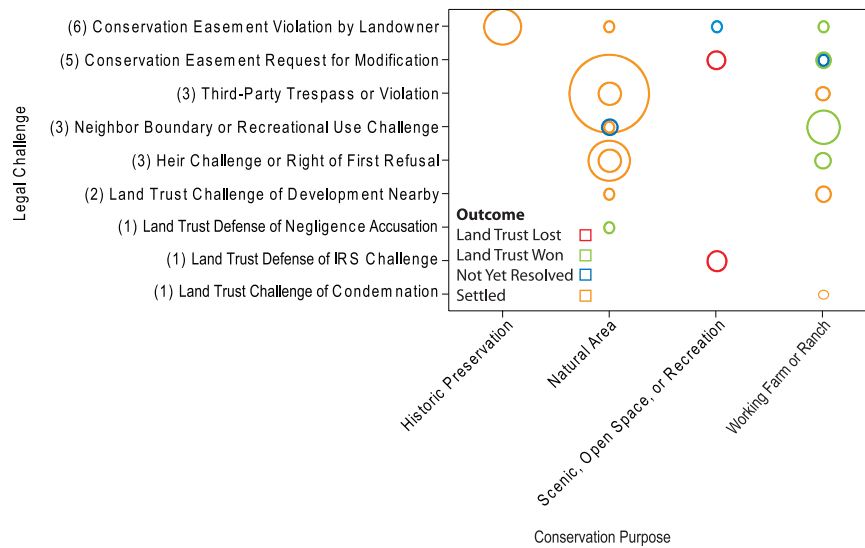 Legal Challenge
(6) Conservation Easement Violation by Landowner
(5) Conservation Easement Request for Modification
(3) Third-Party Trespass or Violation
(3) Neighbor Boundary or Recreational Use Challenge
(3) Heir Challenge or Right of First Refusal
(2) Land Trust Challenge of Development Nearby
(1) Land Trust Defense of Negligence Accusation
(1) Land Trust Defense of IRS Challenge
(1) Land Trust Challenge of Condemnation
Outcome
Land Trust Lost
Land Trust Won
Not Yet Resolved
Settled
Historic Preservation
Natural Area
Scenic, Open Space, or Recreation
Working Farm or Ranch
Conservation Purpose